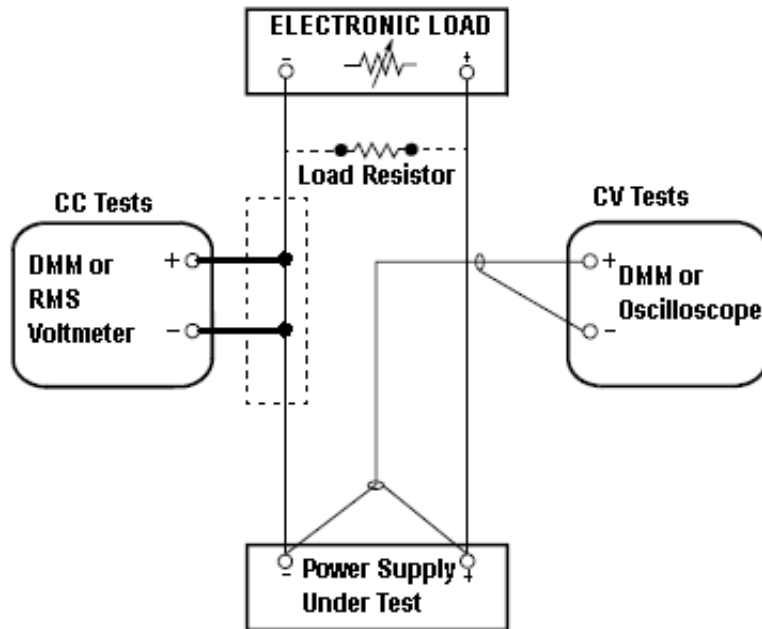 ELECTRONIC LOAD
- +
Load Resistor
CC Tests
+
DMM or
RMS
Voltmeter
-
CV Tests
+
DMM or
Oscilloscope
-
- Power Supply +
Under Test